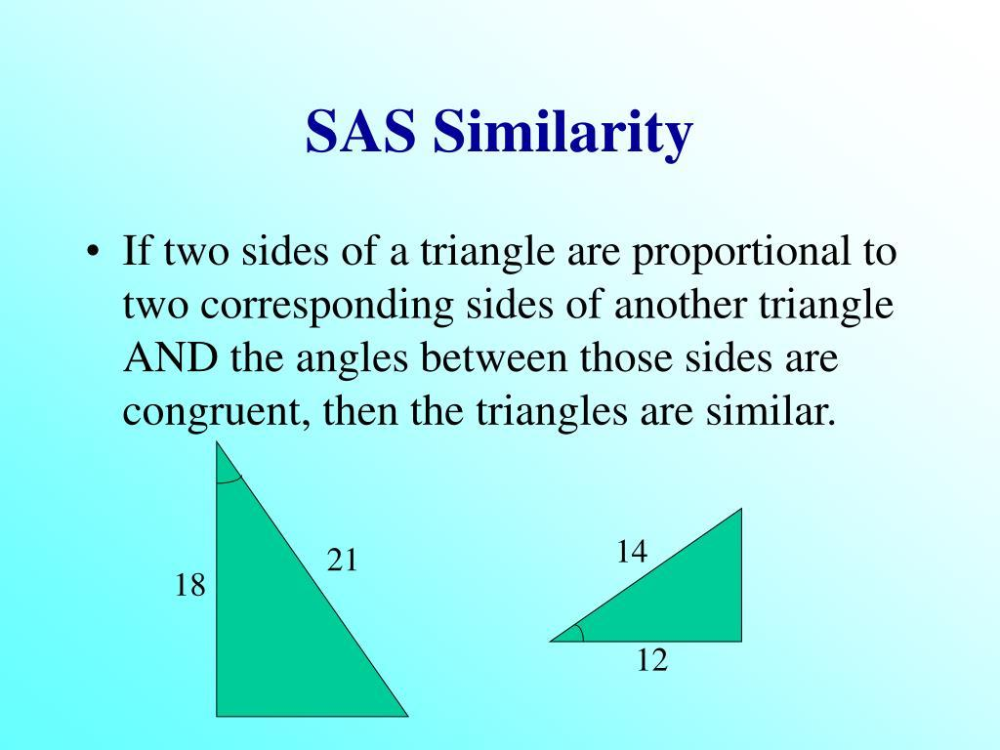 SAS Similarity
• If two sides of a triangle are proportional to
two corresponding sides of another triangle
AND the angles between those sides are
congruent, then the triangles are similar.
18
21
14
12